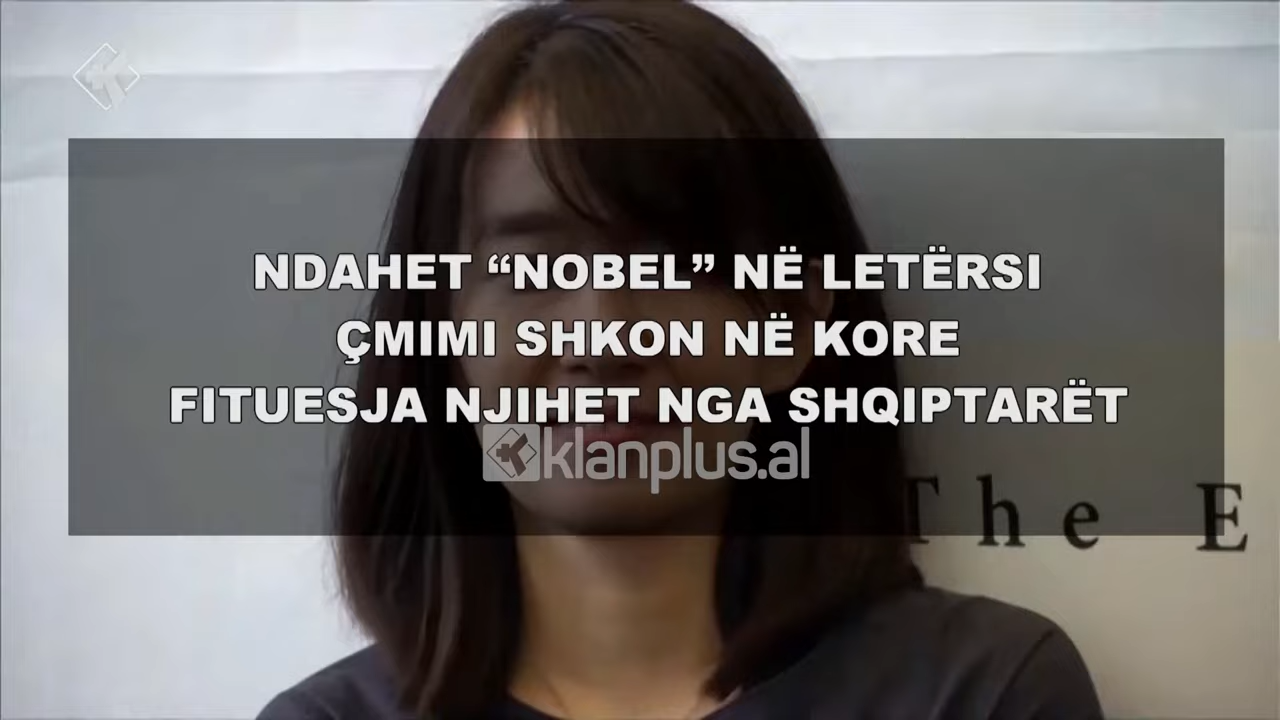 NDAHET “NOBEL” NË LETËRSI
ÇMIMI SHKON NË KORE
FITUESJA NJIHET NGA SHQIPTARËT
klanplus.al
The E